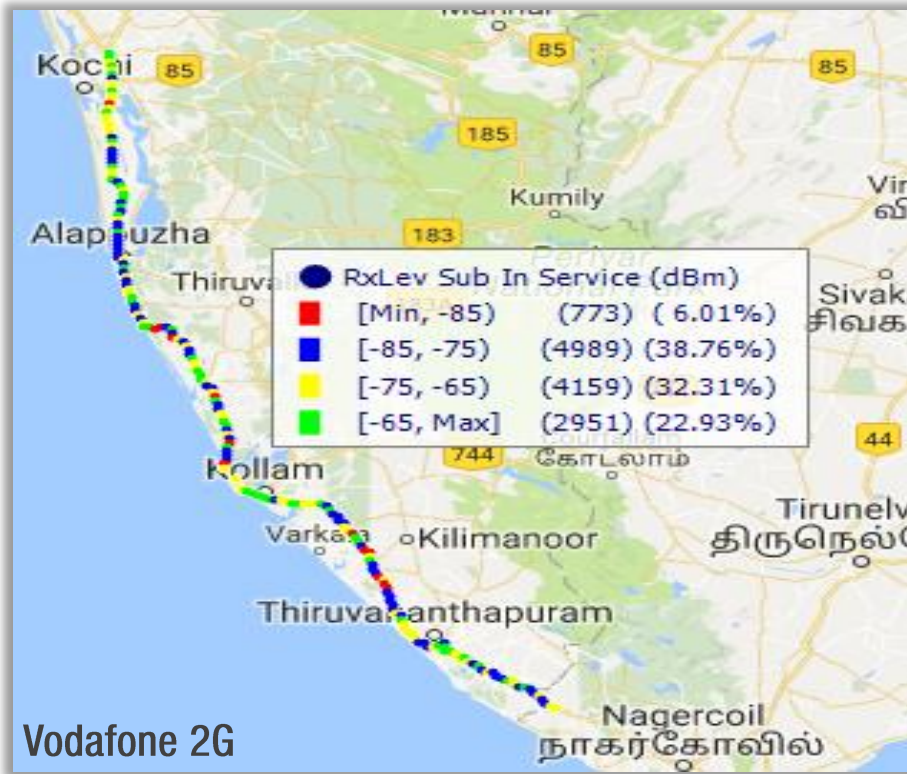 Kochi
85
85
85
185
Kumily
Alappuzha
183
RxLev Sub In Service (dBm)
[Min, -85) (773) ( 6.01%)
[-85, -75) (4989) (38.76%)
[-75, -65) (4159) (32.31%)
[-65, Max] (2951) (22.93%)
Sivak
சிவக
44
744
Kollam
Tirunelv
Varkala
Kilimanoor
Thiruvananthapuram
Nagercoil
நாகர்கோவில்
Vodafone 2G